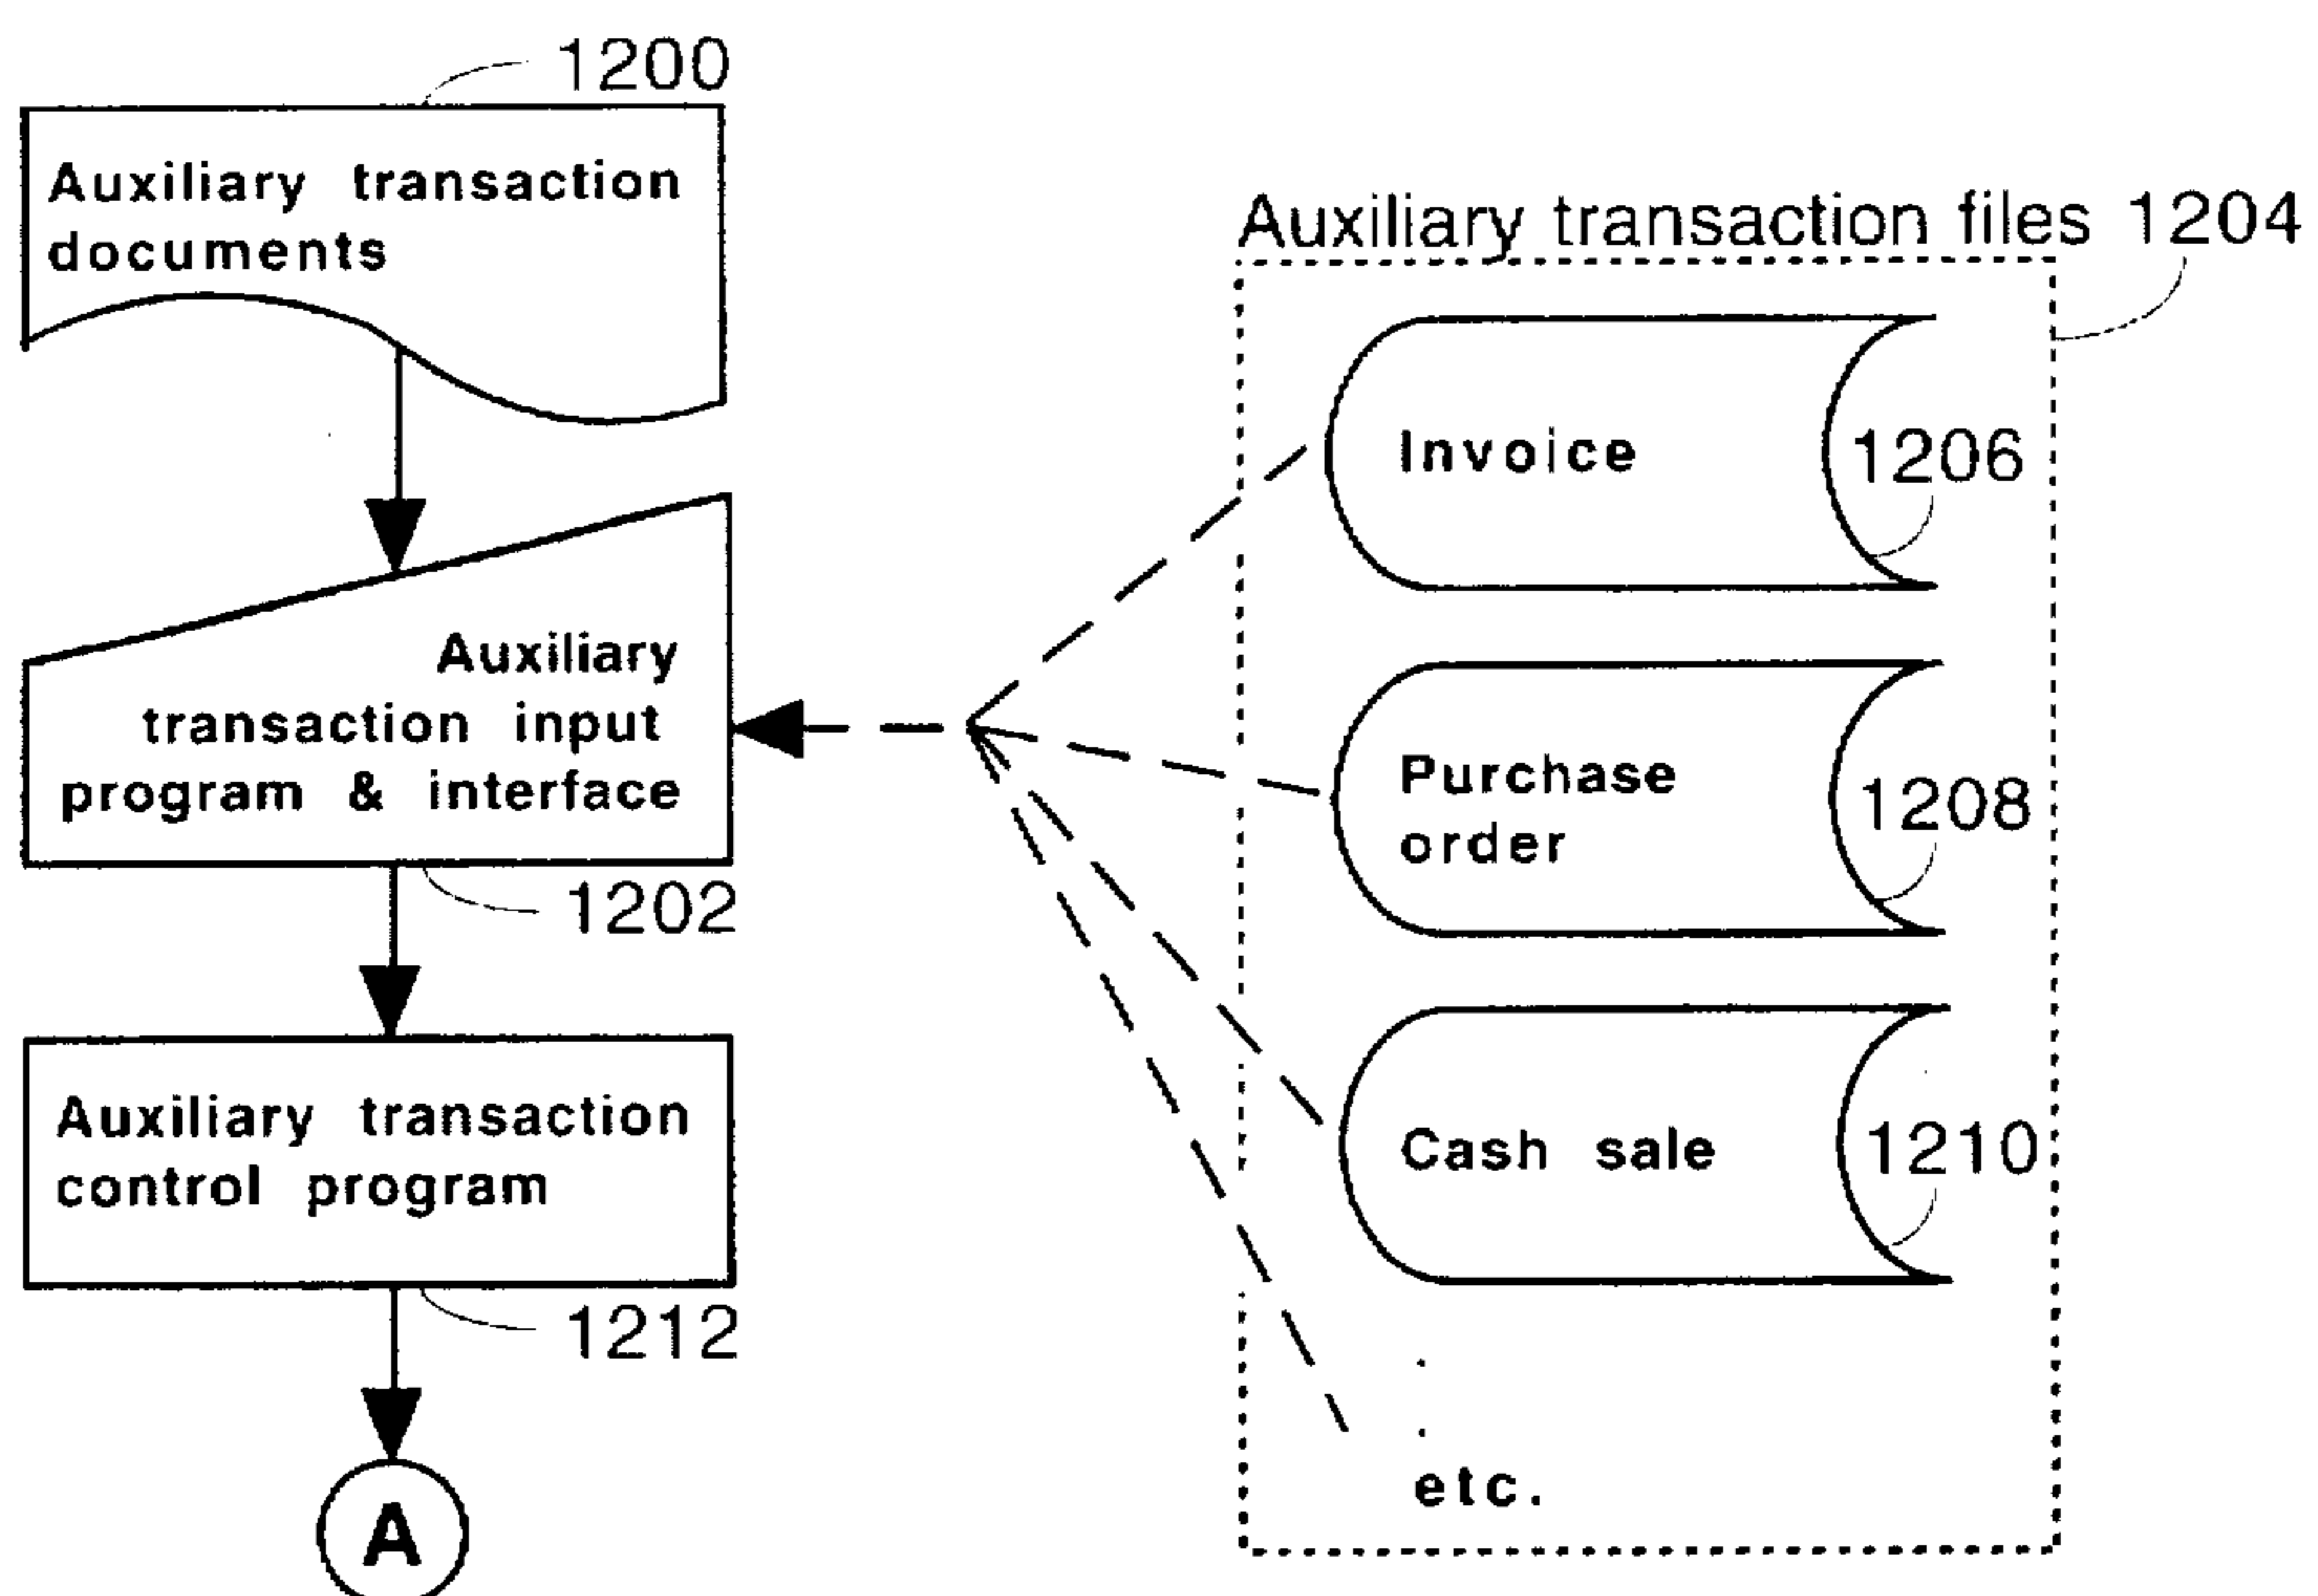 1200
Auxiliary transaction
documents
Auxiliary transaction files 1204
Invoice
1206
Auxiliary
transaction input
program & interface
1202
Purchase
order
1208
Auxiliary transaction
control program
1212
Cash sale
1210
etc.
A